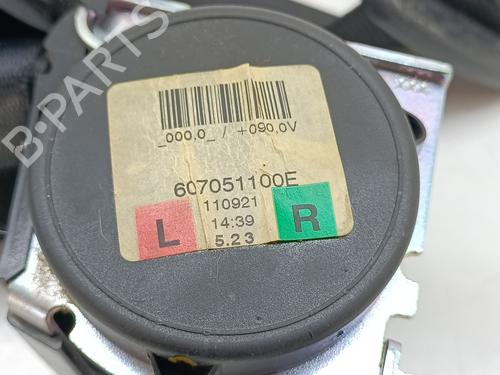 _000,0_ / +090,0V
607051100E
110921
14:39
5.23
L
R
B-PARTS